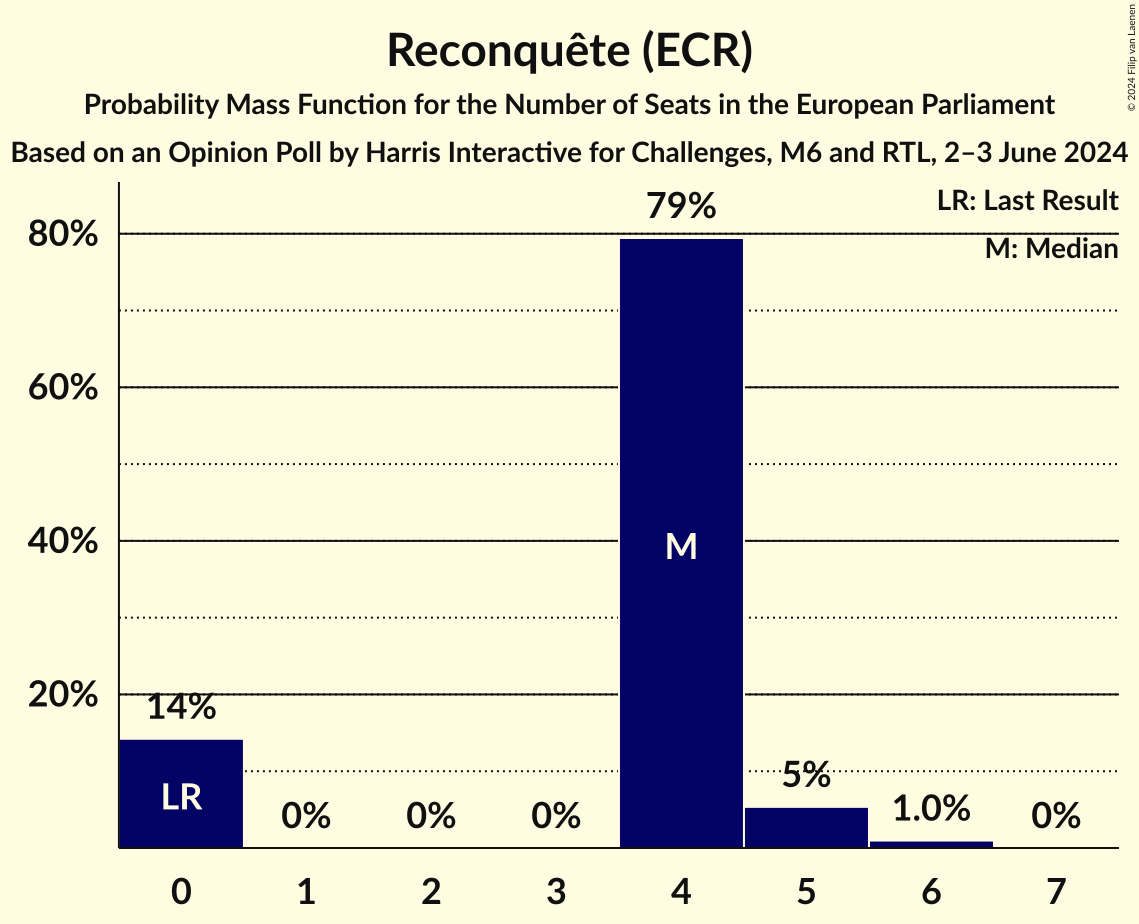 © 2024 Filip van Laenen
Reconquête (ECR)
Probability Mass Function for the Number of Seats in the European Parliament
Based on an Opinion Poll by Harris Interactive for Challenges, M6 and RTL, 2–3 June 2024
LR: Last Result
M: Median
80%
60%
40%
20%
14%
0%
0%
0%
79%
5%
1.0%
0%
LR
M
0 1 2 3 4 5 6 7